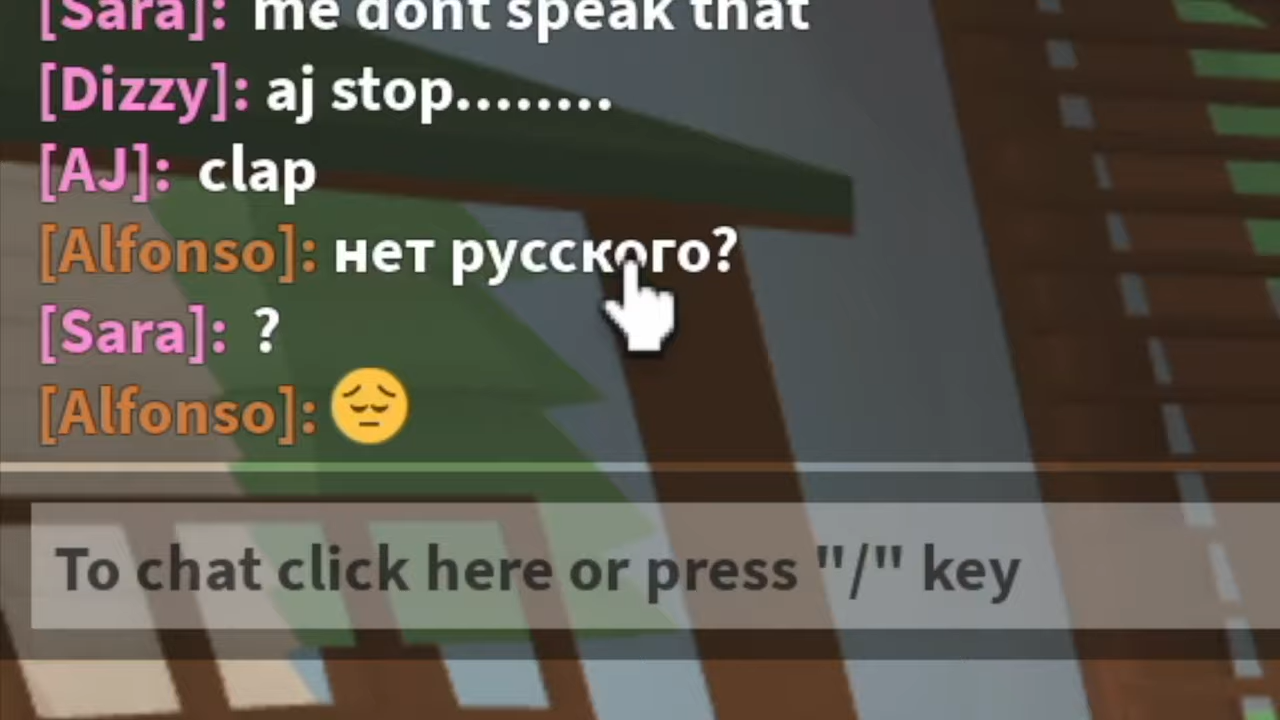 [Sara]: me dont speak that
[Dizzy]: aj stop........
[AJ]: clap
[Alfonso]: нет русского?
[Sara]: ?
[Alfonso]: 😔
To chat click here or press "/" key